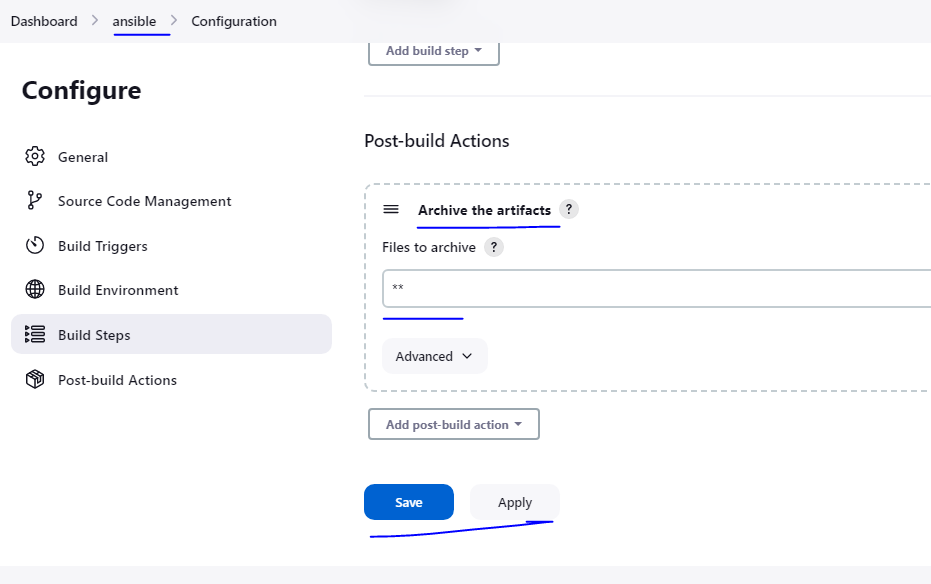 Dashboard > ansible > Configuration
Add build step
Configure
General
Source Code Management
Build Triggers
Build Environment
Build Steps
Post-build Actions
Post-build Actions
Archive the artifacts ?
Files to archive ?
**
Advanced
Add post-build action
Save Apply